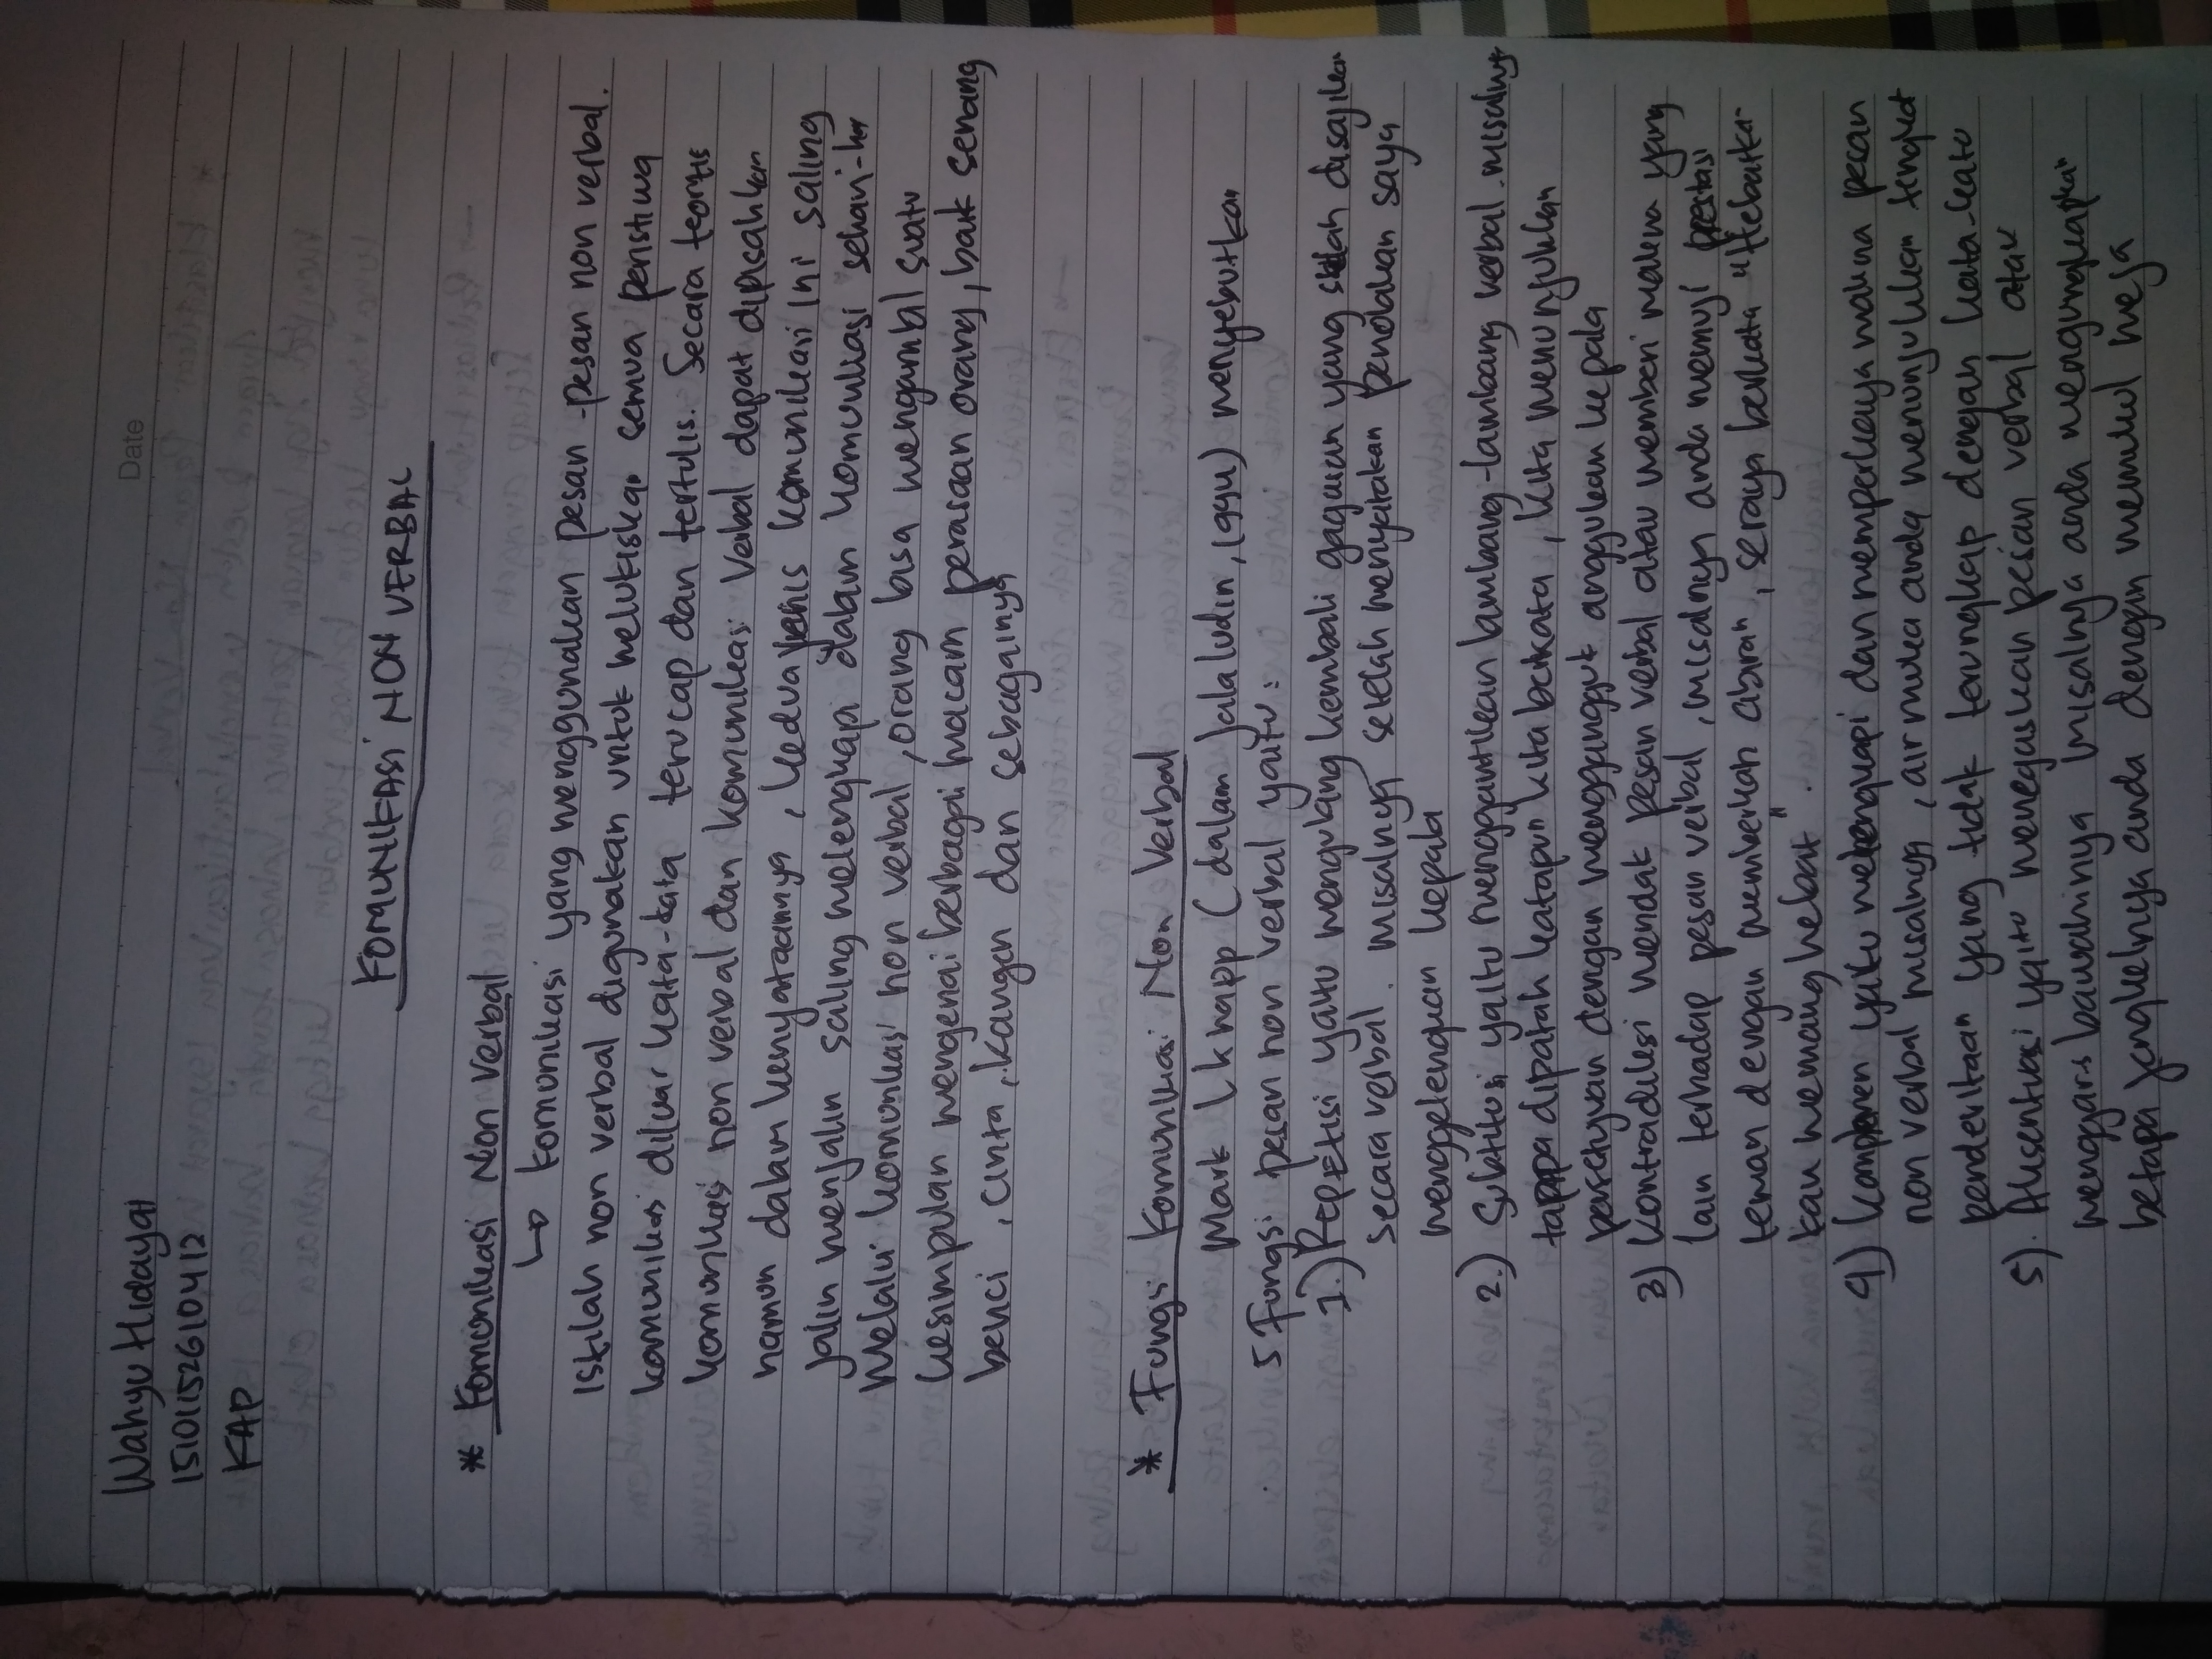 Date
Wahyu Hidayat
15101152610412
KAP
KOMUNIKASI NON VERBAL
* Komunikasi Non Verbal
↳ komunikasi yang menggunakan pesan-pesan non verbal.
Istilah non verbal digunakan untuk melukiskan semua peristiwa
komunikasi diluar kata-kata terucap dan tertulis. Secara teoritis
komunikasi non verbal dan komunikasi verbal dapat dipisahkan
namun dalam kenyataannya, kedua jenis komunikasi ini saling
jalin menjalin saling melengkapi dalam komunikasi sehari-har
Melalui komunikasi non verbal, orang bisa mengambil suatu
kesimpulan mengenai berbagai macam perasaan orang, baik senang
benci, cinta, kangen dan sebagainya
* Fungsi Komunikasi Non Verbal
Mark L knapp (dalam Jalaludin, 1994) menyebutkan
5 Fungsi pesan non verbal yaitu:
1.) Repetisi yaitu mengulang kembali gagasan yang sudah disajikan
secara verbal. misalnya setelah menyatakan penolakan saya
menggelengkan kepala
2.) Subtitusi yaitu menggantikan lambang-lambang verbal. misalnya
tanpa dipatah katapun kita berkata, kita menunjukkan
persetujuan dengan mengganggut anggukan kepala
3) Kontradiksi pesan verbal atau memberi makna yang
lain terhadap pesan verbal, misalnya anda memuji prestasi
teman dengan memberikan cibiran, seraya berkata "Hebatka-
kau memang hebat".
4) Komplemen yaitu melengkapi dan memperkaya makna pesan
non verbal misalnya, air muka anda menunjukkan tingkat
penderitaan yang tidak terungkap dengan kata-kata
5). Aksentuasi yaitu menegaskan pesan verbal atau
menggaris bawahinya misalnya anda mengungkapkan
betapa jengkelnya anda dengan memukul meja